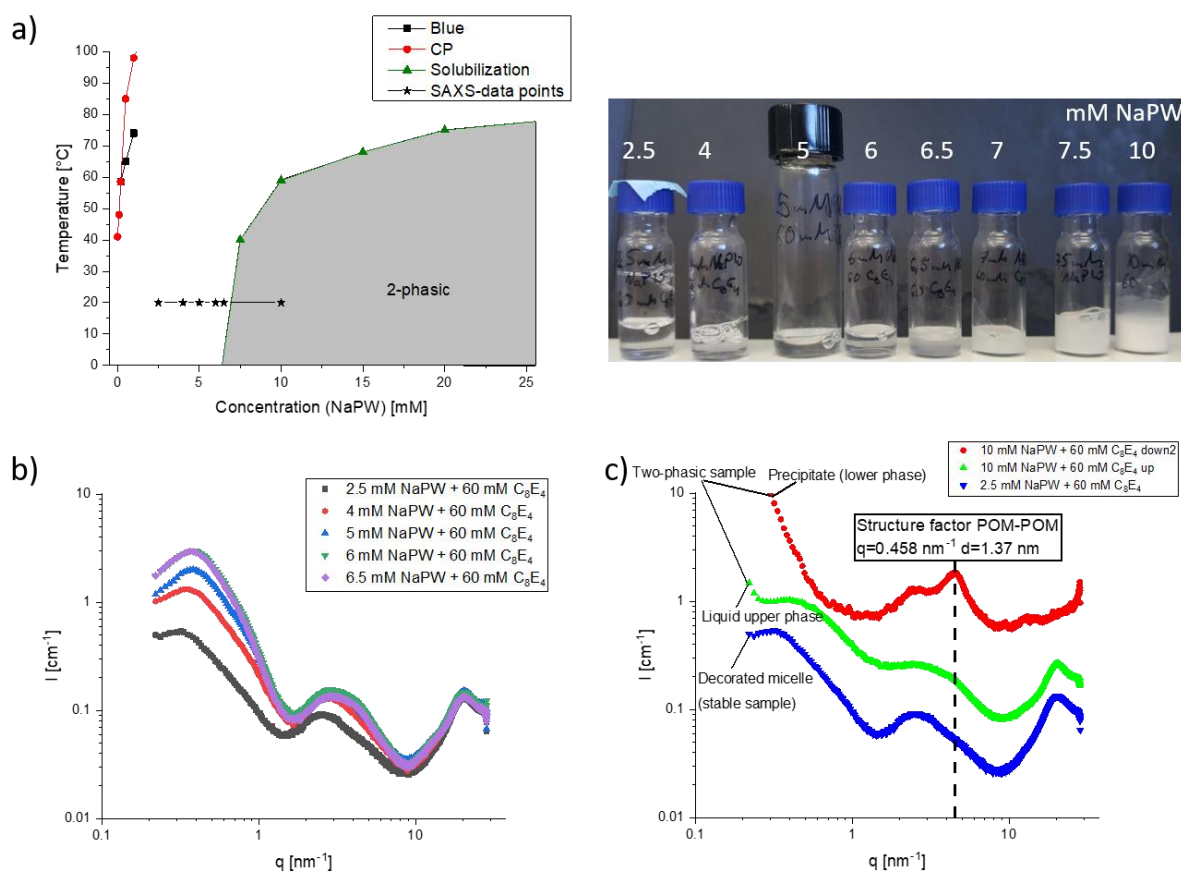 a)
Blue
CP
Solubilization
SAXS-data points
100
90
80
70
60
50
40
30
20
10
0
Temperature [°C]
2-phasic
0 5 10 15 20 25
Concentration (NaPW) [mM]
mM NaPW
2.5 4 5 6 6.5 7 7.5 10
b)
2.5 mM NaPW + 60 mM C₈E₄
4 mM NaPW + 60 mM C₈E₄
5 mM NaPW + 60 mM C₈E₄
6 mM NaPW + 60 mM C₈E₄
6.5 mM NaPW + 60 mM C₈E₄
10
1
0.1
0.01
I [cm⁻¹]
0.1 1 10
q [nm⁻¹]
c)
10 mM NaPW + 60 mM C₈E₄ down2
10 mM NaPW + 60 mM C₈E₄ up
2.5 mM NaPW + 60 mM C₈E₄
Two-phasic sample
Precipitate (lower phase)
Structure factor POM-POM
q=0.458 nm⁻¹ d=1.37 nm
Liquid upper phase
Decorated micelle
(stable sample)
10
1
0.1
0.01
I [cm⁻¹]
0.1 1 10
q [nm⁻¹]